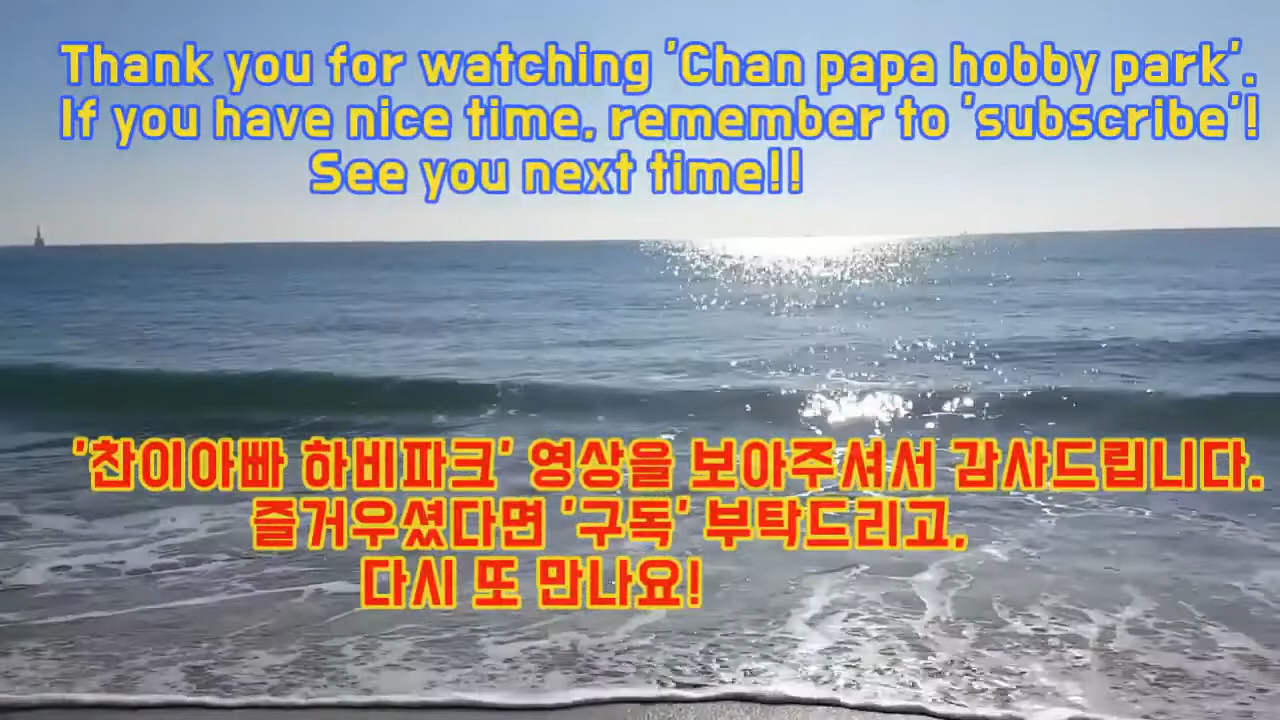 Thank you for watching 'Chan papa hobby park'.
If you have nice time, remember to 'subscribe'!
See you next time!!
'찬이아빠 하비파크' 영상을 보아주셔서 감사드립니다.
즐거우셨다면 '구독' 부탁드리고,
다시 또 만나요!